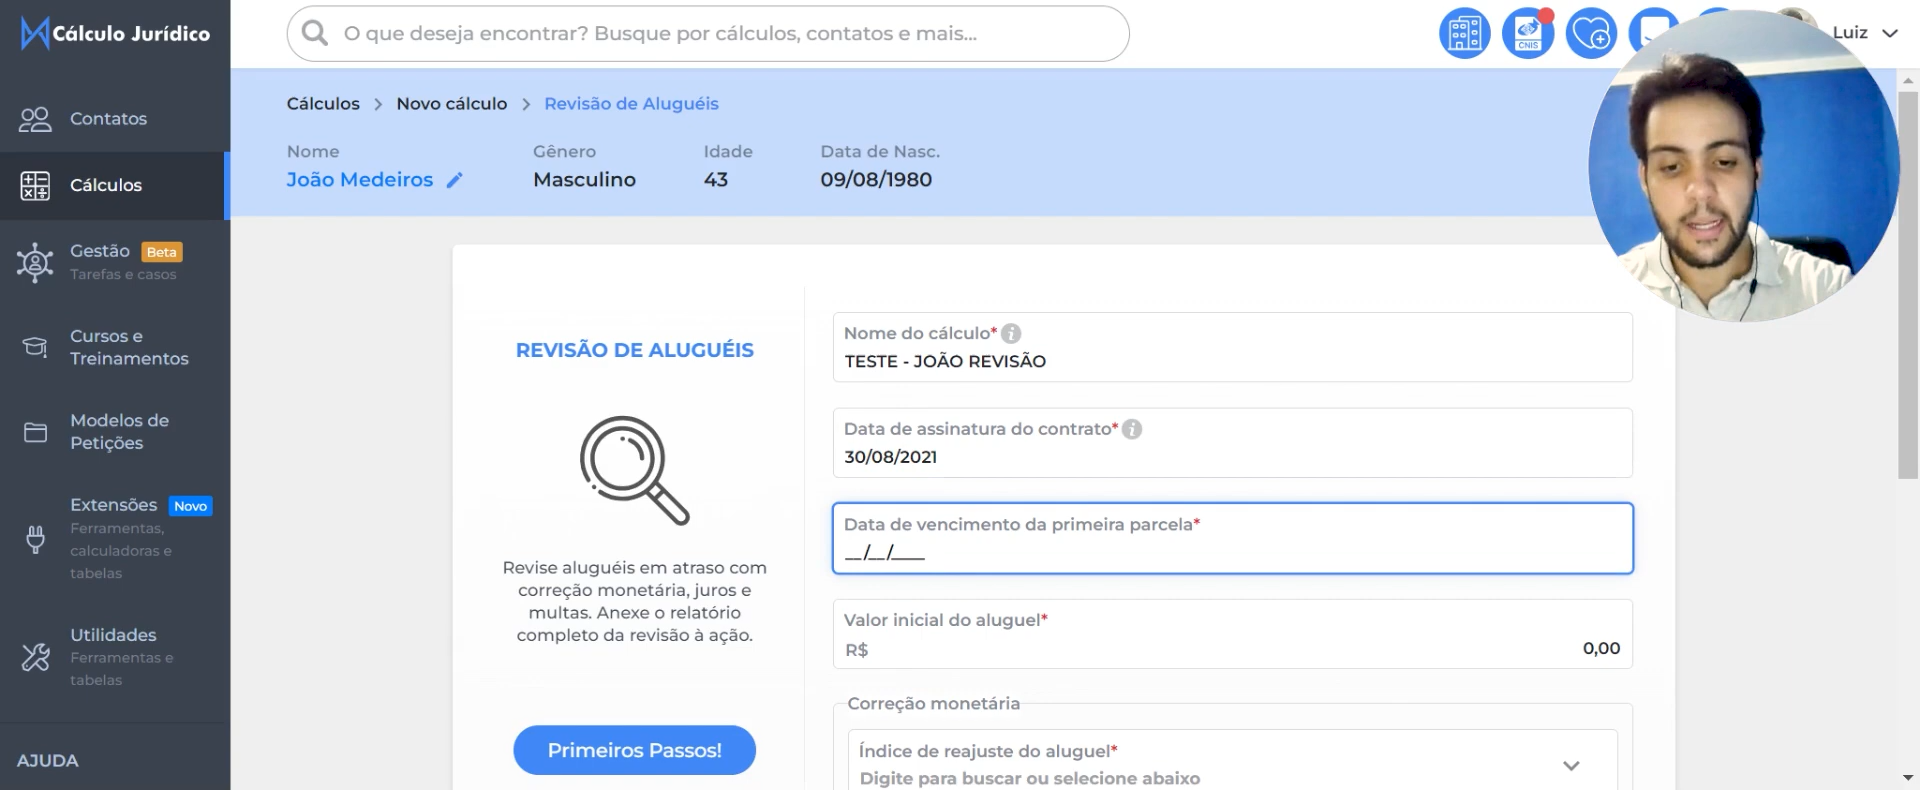 Cálculo Jurídico
O que deseja encontrar? Busque por cálculos, contatos e mais...
CNIS
Luiz
Contatos
Cálculos
Gestão Beta
Tarefas e casos
Cursos e
Treinamentos
Modelos de
Petições
Extensões Novo
Ferramentas,
calculadoras e
tabelas
Utilidades
Ferramentas e
tabelas
AJUDA
Cálculos > Novo cálculo > Revisão de Aluguéis
Nome Gênero Idade Data de Nasc.
João Medeiros Masculino 43 09/08/1980
REVISÃO DE ALUGUÉIS
Revise aluguéis em atraso com
correção monetária, juros e
multas. Anexe o relatório
completo da revisão à ação.
Primeiros Passos!
Nome do cálculo* i
TESTE - JOÃO REVISÃO
Data de assinatura do contrato* i
30/08/2021
Data de vencimento da primeira parcela*
__/__/____
Valor inicial do aluguel*
R$ 0,00
Correção monetária
Índice de reajuste do aluguel*
Digite para buscar ou selecione abaixo